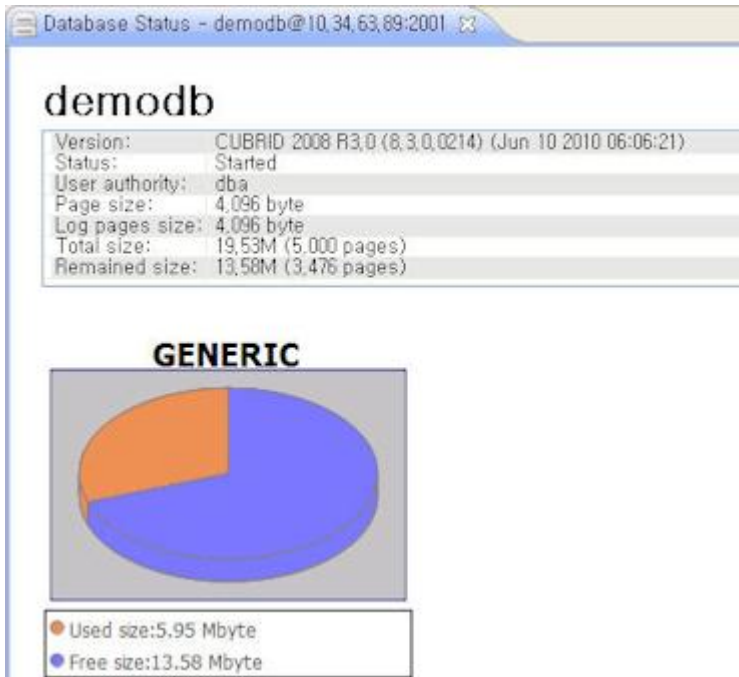 Database Status - demodb@10,34,63,89:2001
demodb
Version: CUBRID 2008 R3,0 (8,3,0,0214) (Jun 10 2010 06:06:21)
Status: Started
User authority: dba
Page size: 4,096 byte
Log pages size: 4,096 byte
Total size: 19,53M (5,000 pages)
Remained size: 13,58M (3,476 pages)
GENERIC
Used size:5.95 Mbyte
Free size:13.58 Mbyte